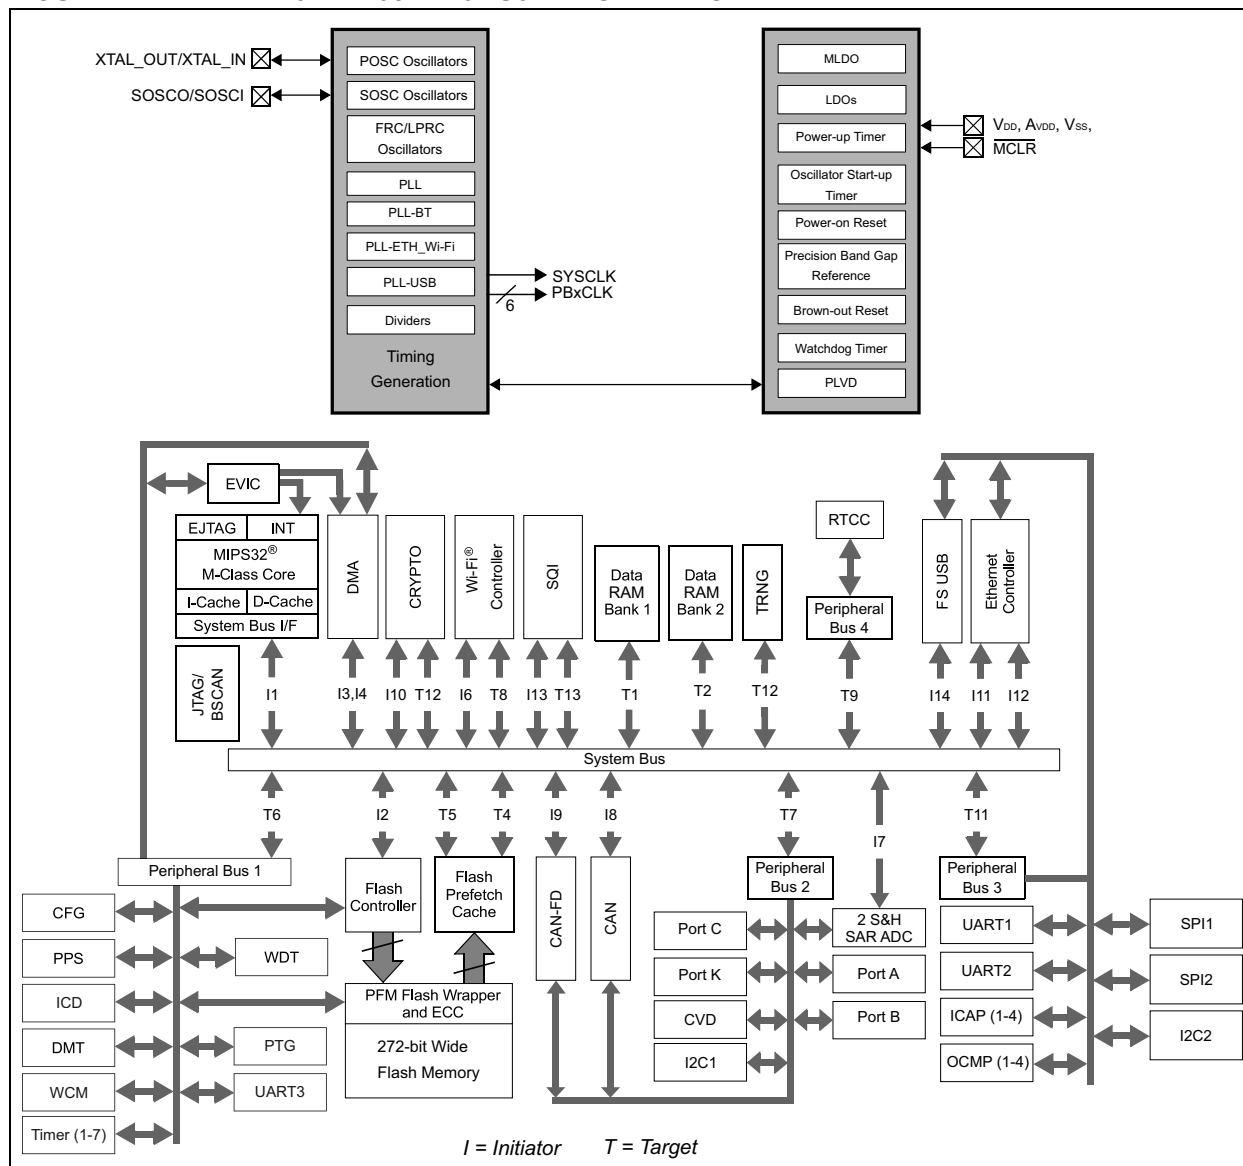 XTAL_OUT/XTAL_IN
SOSCO/SOSCI
POSC Oscillators
SOSC Oscillators
FRC/LPRC
Oscillators
PLL
PLL-BT
PLL-ETH_Wi-Fi
PLL-USB
Dividers
Timing
Generation
SYSCLK
PBxCLK
6
MLDO
LDOs
Power-up Timer
Oscillator Start-up
Timer
Power-on Reset
Precision Band Gap
Reference
Brown-out Reset
Watchdog Timer
PLVD
VDD, AVDD, VSS,
MCLR
EVIC
EJTAG
INT
MIPS32®
M-Class Core
I-Cache
D-Cache
System Bus I/F
JTAG/
BSCAN
DMA
CRYPTO
Wi-Fi®
Controller
SQI
Data
RAM
Bank 1
Data
RAM
Bank 2
TRNG
RTCC
Peripheral
Bus 4
FS USB
Ethernet
Controller
I1
I3,I4
I10
T12
I6
T8
I13
T13
T1
T2
T12
T9
I14
I11
I12
System Bus
T6
I2
T5
T4
I9
I8
T7
I7
T11
Peripheral Bus 1
Flash
Controller
Flash
Prefetch
Cache
CAN-FD
CAN
Peripheral
Bus 2
Peripheral
Bus 3
CFG
PPS
ICD
DMT
WCM
Timer (1-7)
WDT
PTG
UART3
PFM Flash Wrapper
and ECC
272-bit Wide
Flash Memory
Port C
Port K
CVD
I2C1
2 S&H
SAR ADC
Port A
Port B
UART1
UART2
ICAP (1-4)
OCMP (1-4)
SPI1
SPI2
I2C2
I = Initiator T = Target